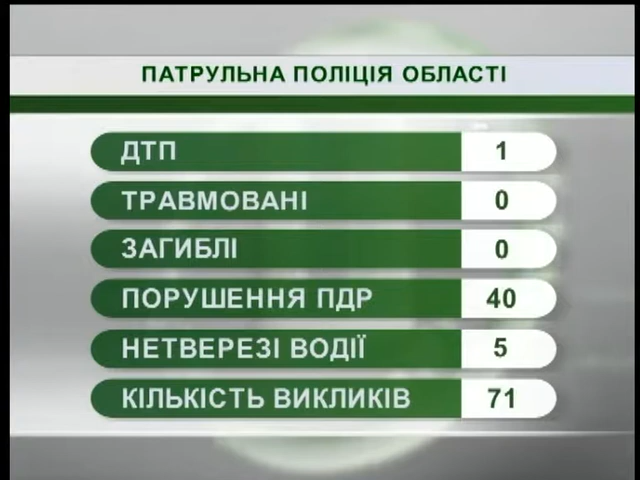 ПАТРУЛЬНА ПОЛІЦІЯ ОБЛАСТІ
ДТП 1
ТРАВМОВАНІ 0
ЗАГИБЛІ 0
ПОРУШЕННЯ ПДР 40
НЕТВЕРЕЗІ ВОДІЇ 5
КІЛЬКІСТЬ ВИКЛИКІВ 71